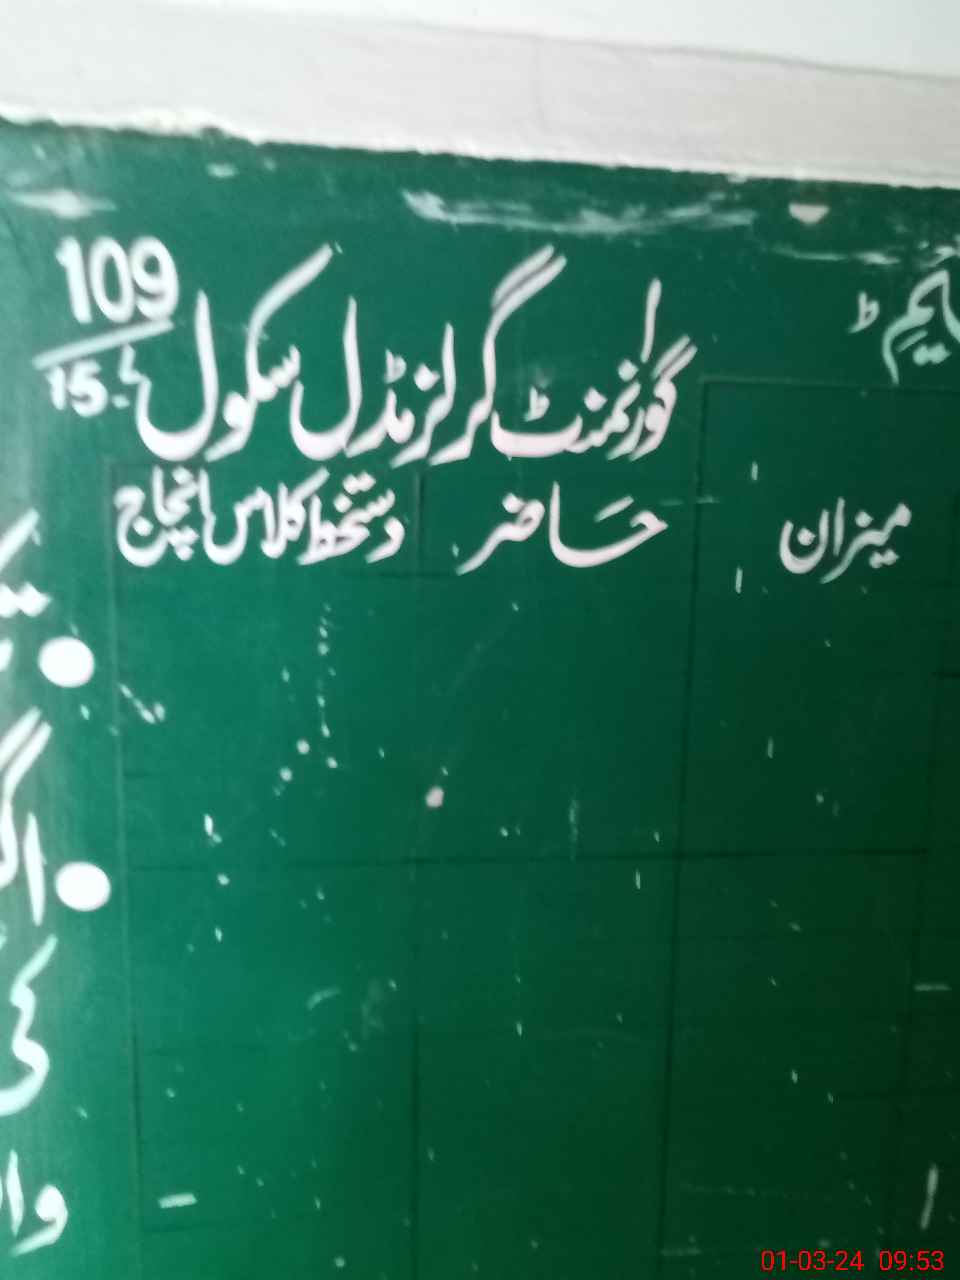 گورنمنٹ گرلز مڈل سکول 109/15-L
میزان حاضر دستخط کلاس انچارج
01-03-24 09:53